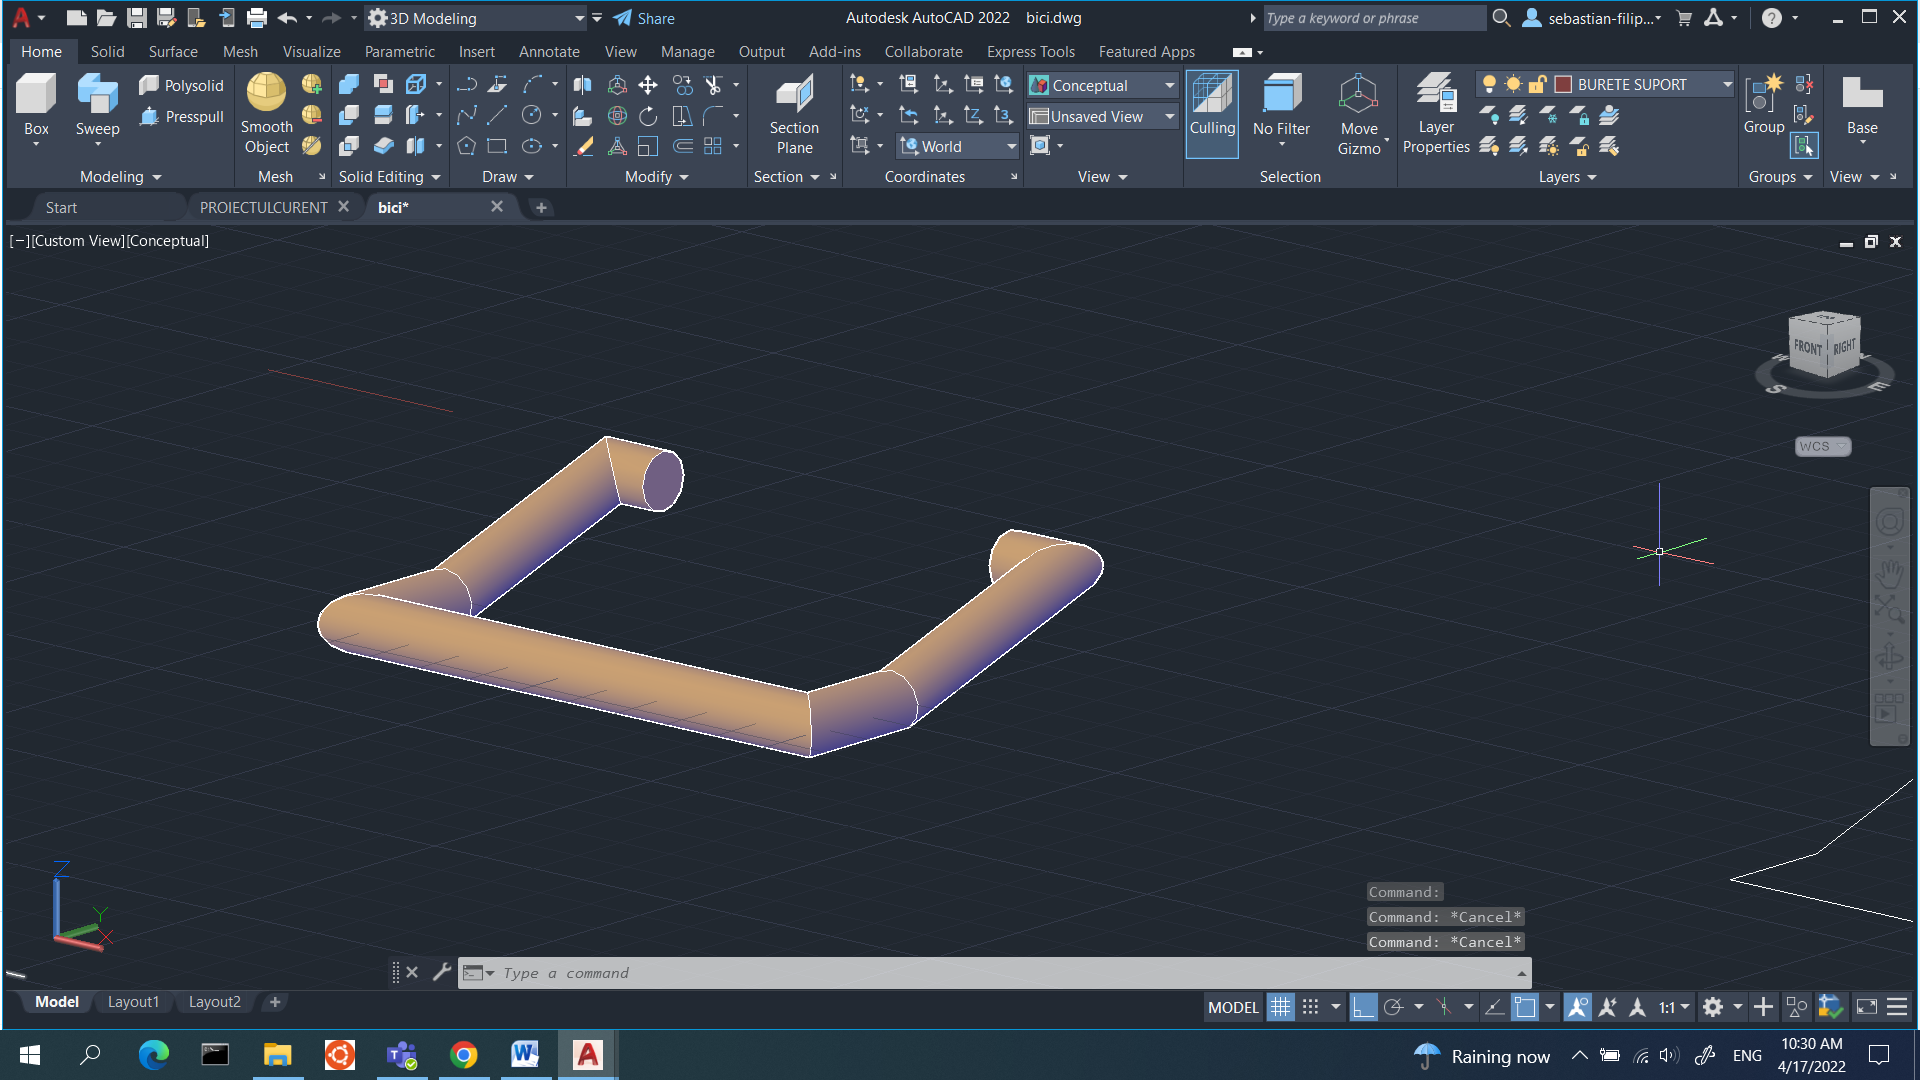 3D Modeling
Share
Autodesk AutoCAD 2022 bici.dwg
Type a keyword or phrase
sebastian-filip...
Home
Solid
Surface
Mesh
Visualize
Parametric
Insert
Annotate
View
Manage
Output
Add-ins
Collaborate
Express Tools
Featured Apps
Box
Sweep
Polysolid
Presspull
Modeling
Smooth
Object
Mesh
Solid Editing
Draw
Modify
Section
Plane
Section
World
Coordinates
Conceptual
Unsaved View
View
Culling
No Filter
Move
Gizmo
Selection
Layer
Properties
BURETE SUPORT
Layers
Group
Groups
Base
View
Start
PROIECTULCURENT
bici*
[−][Custom View][Conceptual]
FRONT
RIGHT
S
E
WCS
Z
Y
X
Command:
Command: *Cancel*
Command: *Cancel*
Type a command
Model
Layout1
Layout2
MODEL
1:1
Raining now
ENG
10:30 AM
4/17/2022